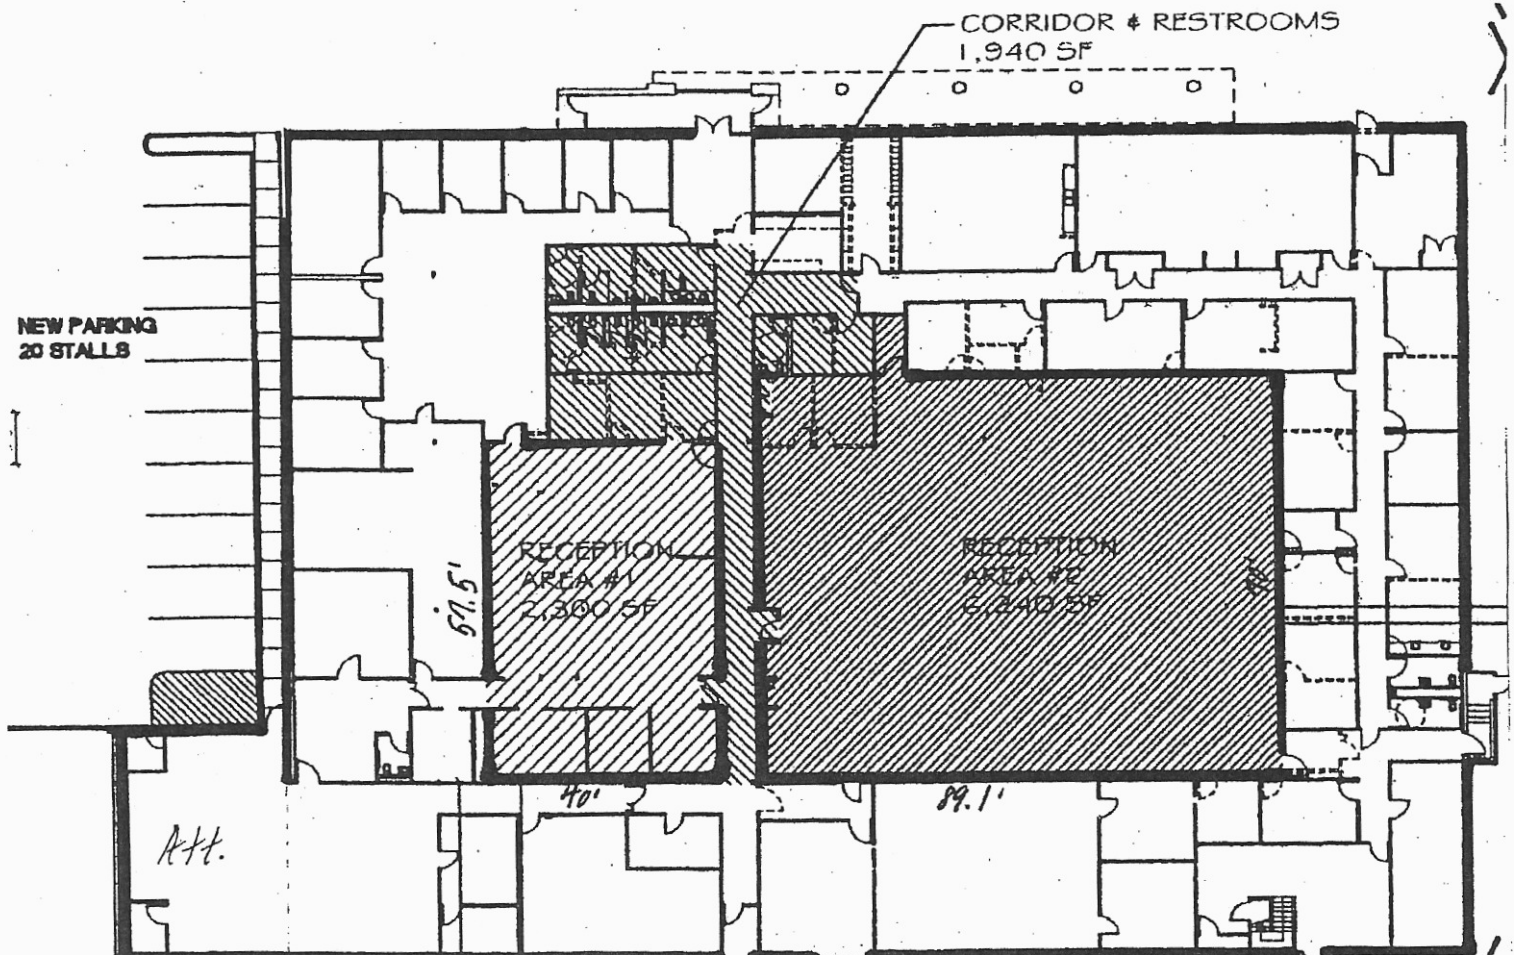 CORRIDOR & RESTROOMS
1,940 SF
NEW PARKING
20 STALLS
RECEPTION
AREA #1
2,300 SF
RECEPTION
AREA #2
6,240 SF
57.5'
40'
89.1'
Att.